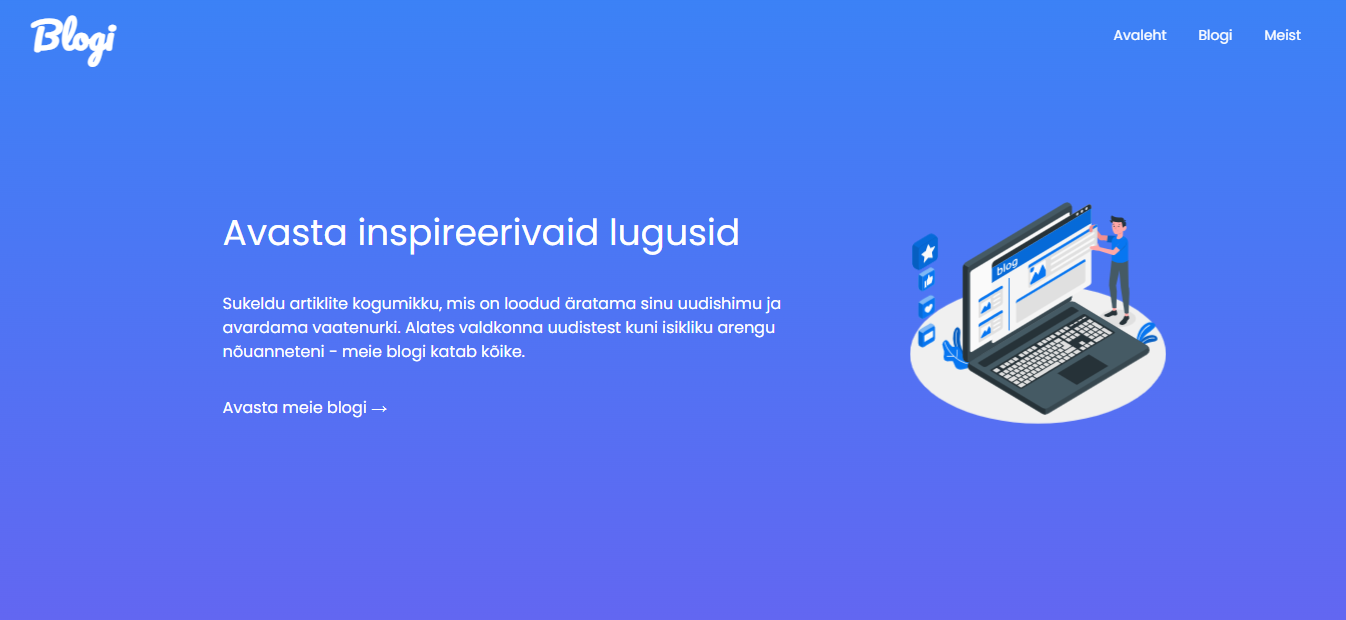 Blogi
Avaleht Blogi Meist
Avasta inspireerivaid lugusid
Sukeldu artiklite kogumikku, mis on loodud äratama sinu uudishimu ja
avardama vaatenurki. Alates valdkonna uudistest kuni isikliku arengu
nõuanneteni - meie blogi katab kõike.
Avasta meie blogi →
blog